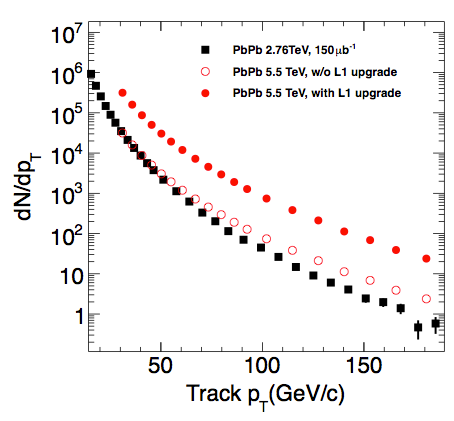 PbPb 2.76TeV, 150μb⁻¹
PbPb 5.5 TeV, w/o L1 upgrade
PbPb 5.5 TeV, with L1 upgrade
dN/dp_T
10⁶
10⁵
10⁴
10³
10²
10
1
50 100 150
Track p_T(GeV/c)